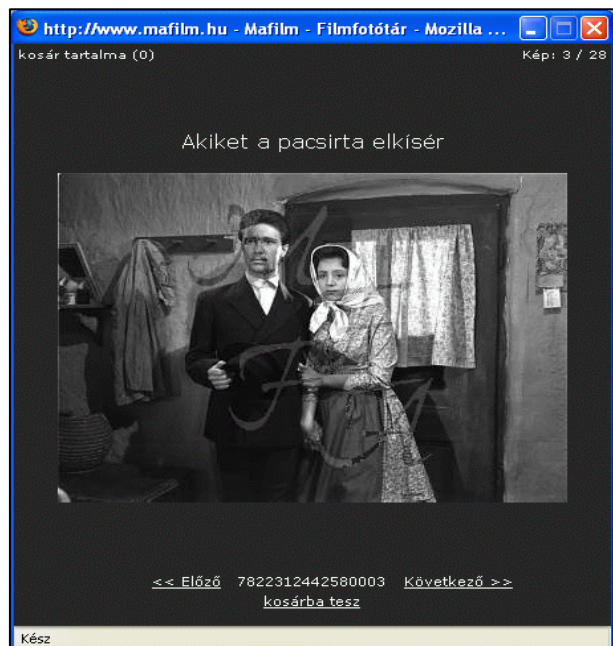 http://www.mafilm.hu - Mafilm - Filmfotótár - Mozilla ...
kosár tartalma (0)
Kép: 3 / 28
Akiket a pacsirta elkísér
<< Előző 7822312442580003 Következő >>
kosárba tesz
Kész